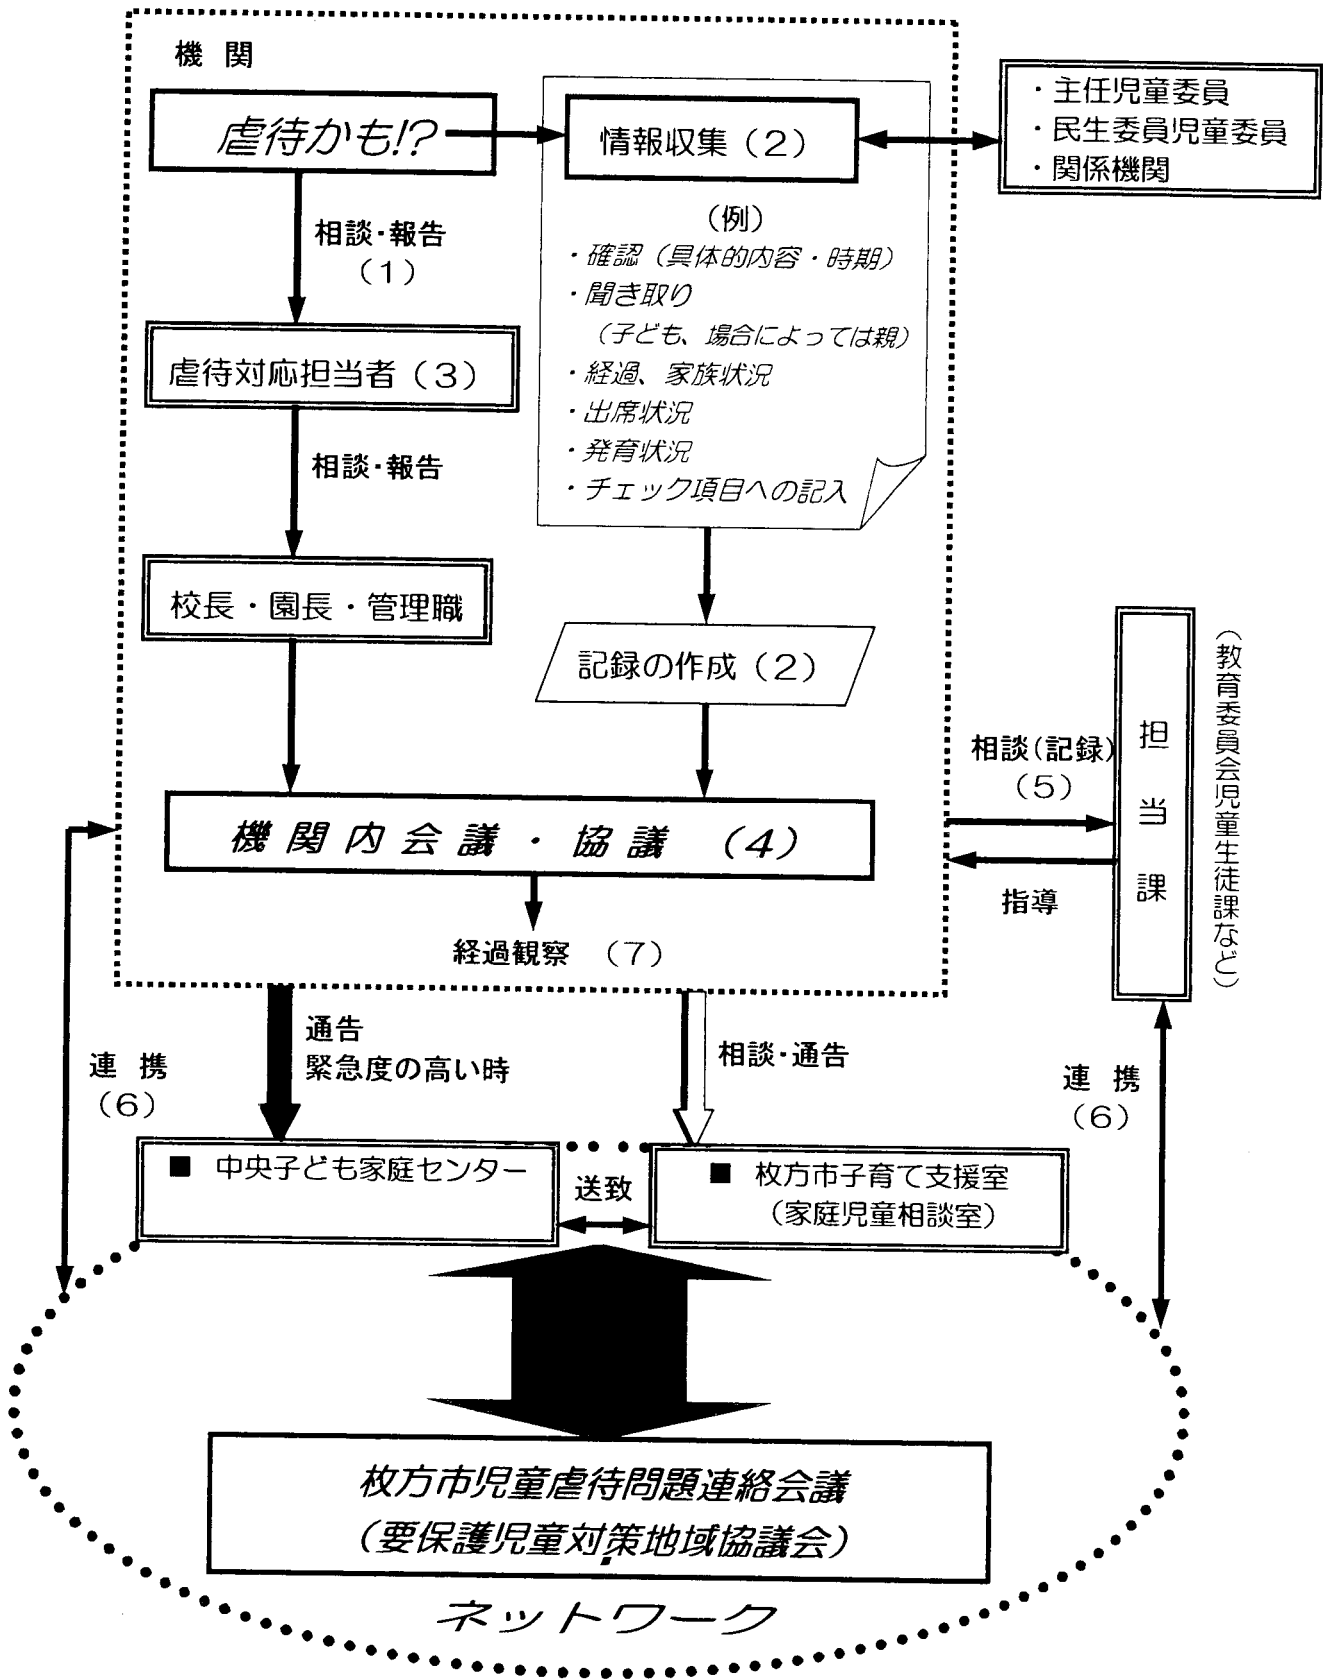 機 関
虐待かも!?
情報収集（2）
・主任児童委員
・民生委員児童委員
・関係機関
相談・報告
（1）
（例）
・確認（具体的内容・時期）
・聞き取り
（子ども、場合によっては親）
・経過、家族状況
・出席状況
・発育状況
・チェック項目への記入
虐待対応担当者（3）
相談・報告
校長・園長・管理職
記録の作成（2）
機関内会議・協議 （4）
経過観察 （7）
相談（記録）
（5）
指導
担当課
（教育委員会児童生徒課など）
通告
緊急度の高い時
相談・通告
連 携
（6）
連 携
（6）
■ 中央子ども家庭センター
送致
■ 枚方市子育て支援室
（家庭児童相談室）
枚方市児童虐待問題連絡会議
（要保護児童対策地域協議会）
ネットワーク